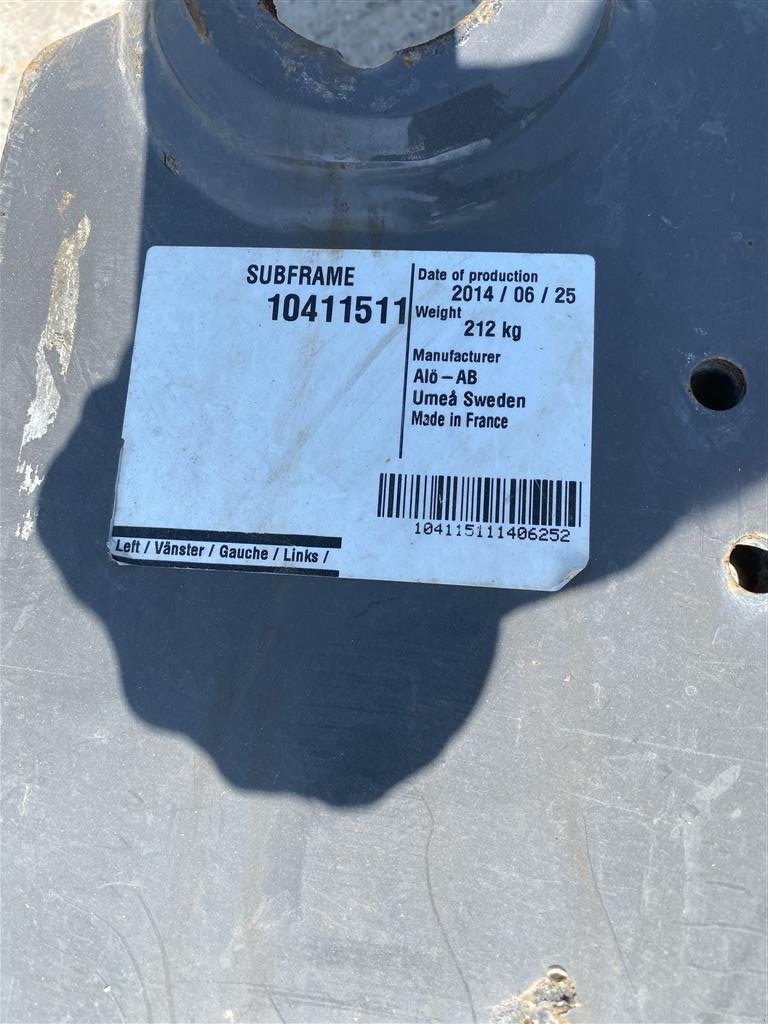 SUBFRAME
10411511
Date of production
2014 / 06 / 25
Weight
212 kg
Manufacturer
Alö – AB
Umeå Sweden
Made in France
104115111406252
Left / Vänster / Gauche / Links /